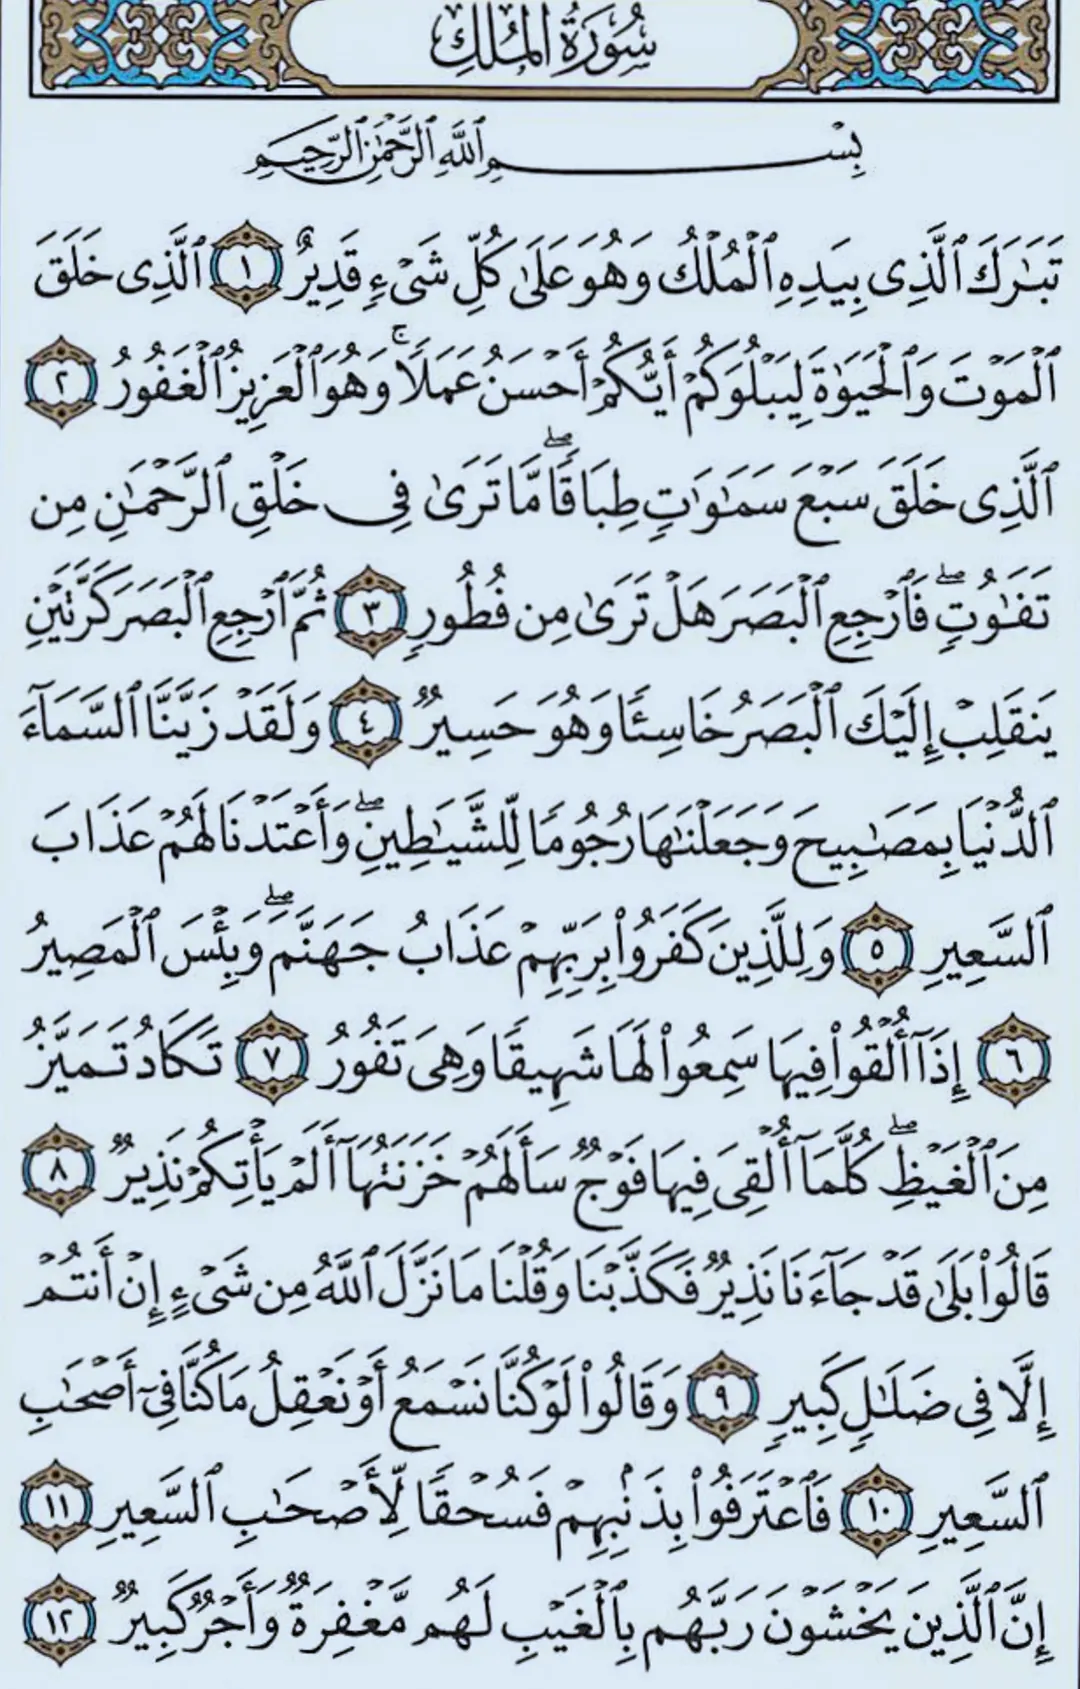 سُورَةُ المُلكِ
بِسْمِ ٱللَّهِ ٱلرَّحْمَٰنِ ٱلرَّحِيمِ
تَبَٰرَكَ ٱلَّذِى بِيَدِهِ ٱلْمُلْكُ وَهُوَ عَلَىٰ كُلِّ شَىْءٍ قَدِيرٌ ١ ٱلَّذِى خَلَقَ
ٱلْمَوْتَ وَٱلْحَيَوٰةَ لِيَبْلُوَكُمْ أَيُّكُمْ أَحْسَنُ عَمَلًا ۚ وَهُوَ ٱلْعَزِيزُ ٱلْغَفُورُ ٢
ٱلَّذِى خَلَقَ سَبْعَ سَمَٰوَٰتٍ طِبَاقًا ۖ مَّا تَرَىٰ فِى خَلْقِ ٱلرَّحْمَٰنِ مِن
تَفَٰوُتٍ ۖ فَٱرْجِعِ ٱلْبَصَرَ هَلْ تَرَىٰ مِن فُطُورٍ ٣ ثُمَّ ٱرْجِعِ ٱلْبَصَرَ كَرَّتَيْنِ
يَنقَلِبْ إِلَيْكَ ٱلْبَصَرُ خَاسِئًا وَهُوَ حَسِيرٌ ٤ وَلَقَدْ زَيَّنَّا ٱلسَّمَآءَ
ٱلدُّنْيَا بِمَصَٰبِيحَ وَجَعَلْنَٰهَا رُجُومًا لِّلشَّيَٰطِينِ ۖ وَأَعْتَدْنَا لَهُمْ عَذَابَ
ٱلسَّعِيرِ ٥ وَلِلَّذِينَ كَفَرُوا۟ بِرَبِّهِمْ عَذَابُ جَهَنَّمَ ۖ وَبِئْسَ ٱلْمَصِيرُ
٦ إِذَآ أُلْقُوا۟ فِيهَا سَمِعُوا۟ لَهَا شَهِيقًا وَهِىَ تَفُورُ ٧ تَكَادُ تَمَيَّزُ
مِنَ ٱلْغَيْظِ ۖ كُلَّمَآ أُلْقِىَ فِيهَا فَوْجٌ سَأَلَهُمْ خَزَنَتُهَآ أَلَمْ يَأْتِكُمْ نَذِيرٌ ٨
قَالُوا۟ بَلَىٰ قَدْ جَآءَنَا نَذِيرٌ فَكَذَّبْنَا وَقُلْنَا مَا نَزَّلَ ٱللَّهُ مِن شَىْءٍ إِنْ أَنتُمْ
إِلَّا فِى ضَلَٰلٍ كَبِيرٍ ٩ وَقَالُوا۟ لَوْ كُنَّا نَسْمَعُ أَوْ نَعْقِلُ مَا كُنَّا فِىٓ أَصْحَٰبِ
ٱلسَّعِيرِ ١٠ فَٱعْتَرَفُوا۟ بِذَنۢبِهِمْ فَسُحْقًا لِّأَصْحَٰبِ ٱلسَّعِيرِ ١١
إِنَّ ٱلَّذِينَ يَخْشَوْنَ رَبَّهُم بِٱلْغَيْبِ لَهُم مَّغْفِرَةٌ وَأَجْرٌ كَبِيرٌ ١٢